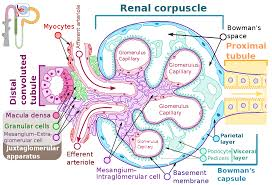 Renal corpuscle
Myocytes
Afferent arteriole
Bowman's
space
Glomerulus
Capillary
Glomerulus
Capillary
Glomerulus
Capillary
Glomerulus
Capillary
Proximal
tubule
Distal
convoluted
tubule
Macula densa
Granular cells
Mesangium–Extra
glomerular cell
Juxtaglomerular
apparatus
Efferent
arteriole
Mesangium–
Intraglomerular cell
Basement
membrane
Parietal
layer
Podocyte
Pedicels
Visceral
layer
Bowman's
capsule